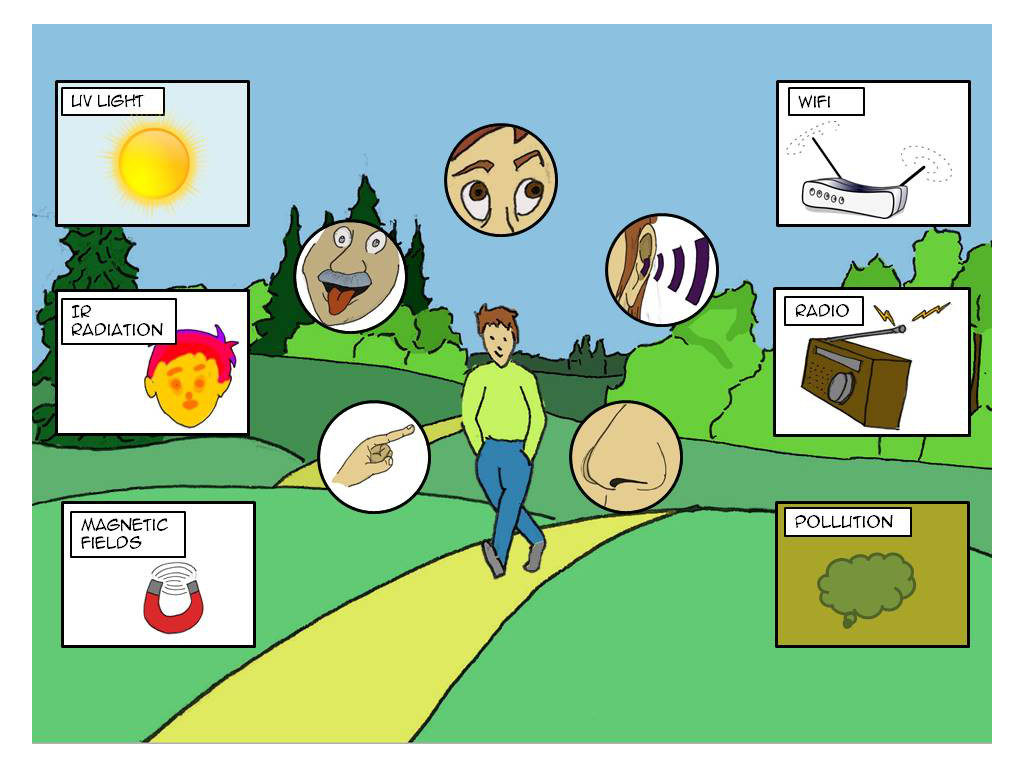 UV LIGHT
WIFI
IR
RADIATION
RADIO
MAGNETIC
FIELDS
POLLUTION